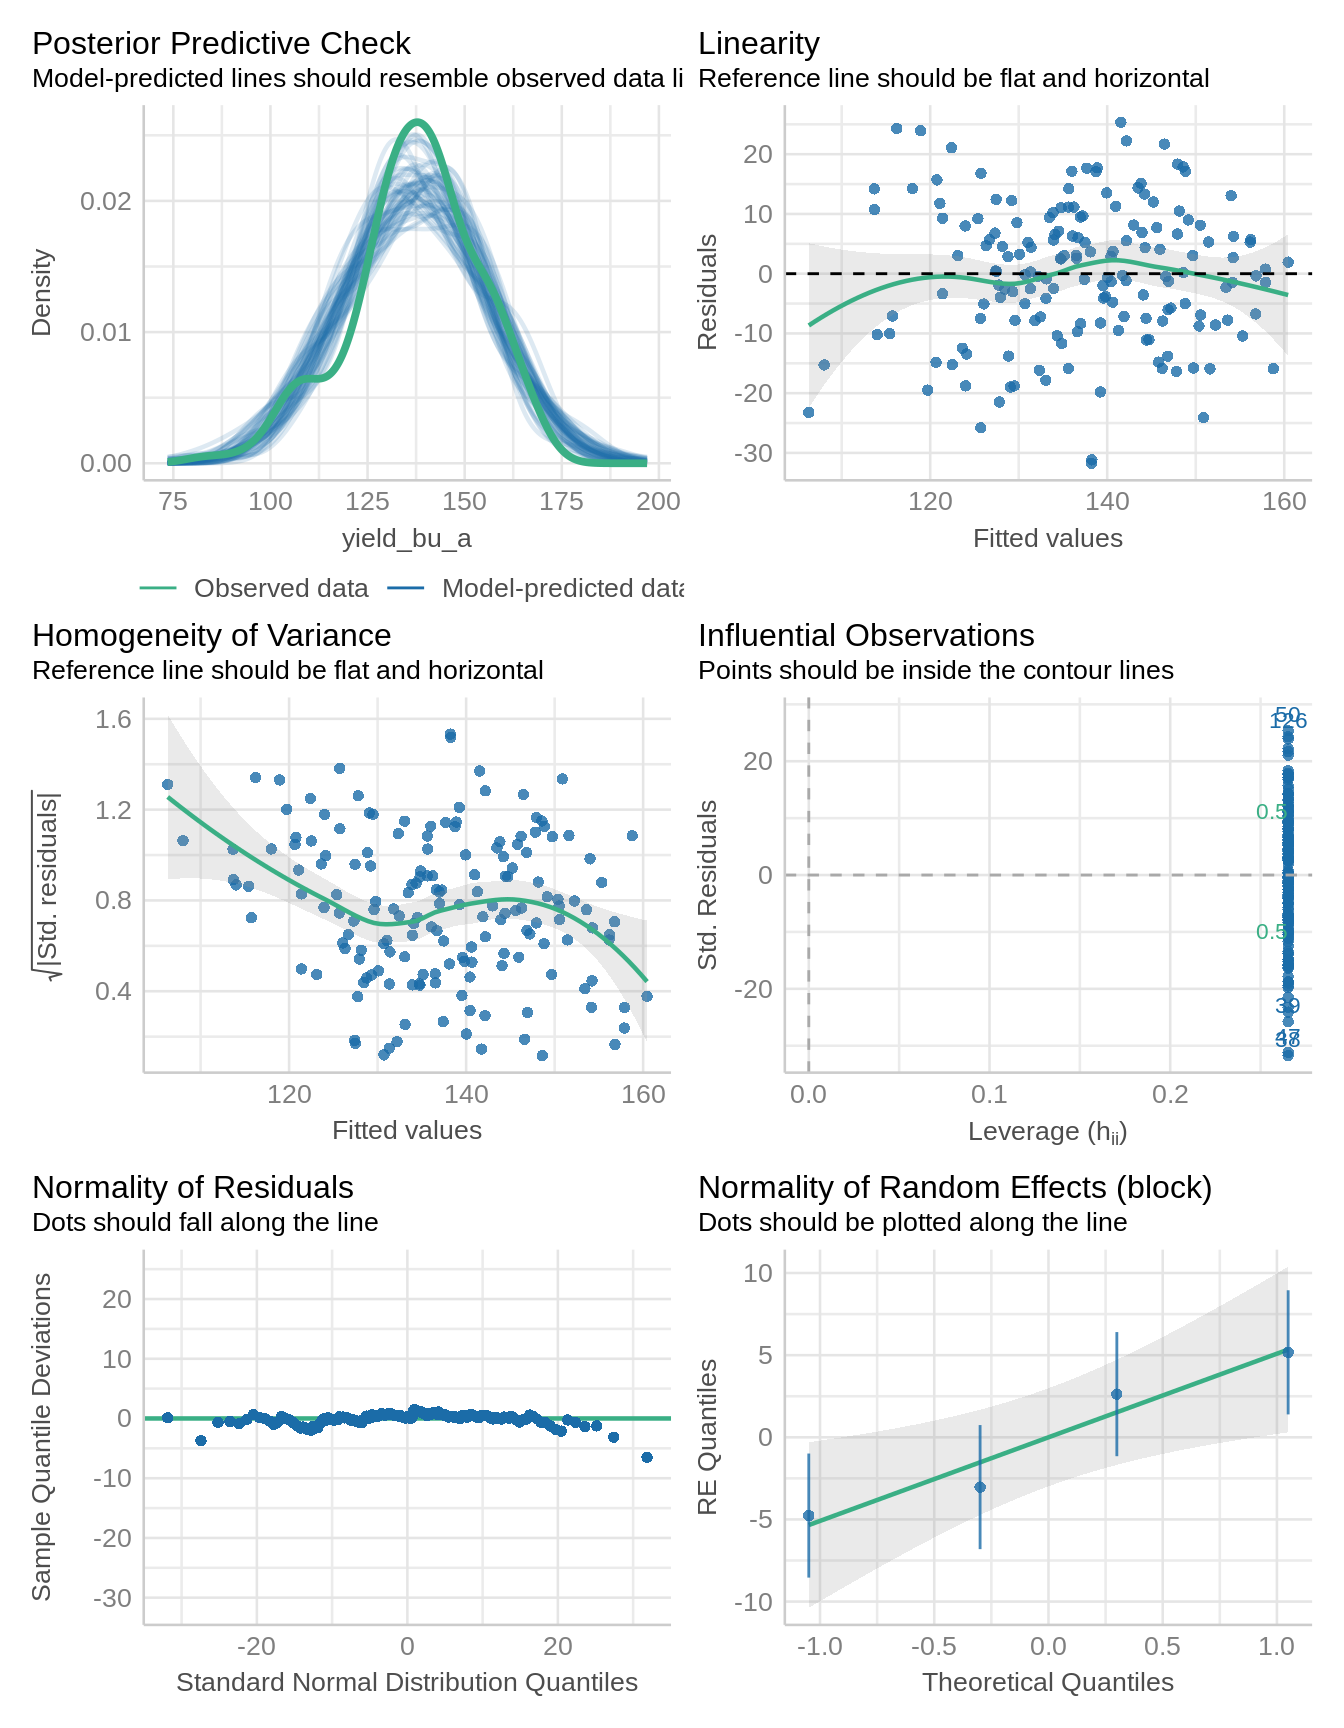 Posterior Predictive Check
Model-predicted lines should resemble observed data li
Density
0.02
0.01
0.00
75 100 125 150 175 200
yield_bu_a
Observed data Model-predicted data
Linearity
Reference line should be flat and horizontal
Residuals
20
10
0
-10
-20
-30
120 140 160
Fitted values
Homogeneity of Variance
Reference line should be flat and horizontal
√|Std. residuals|
1.6
1.2
0.8
0.4
120 140 160
Fitted values
Influential Observations
Points should be inside the contour lines
Std. Residuals
20
0
-20
50
126
0.5
0.5
39
47
38
0.0 0.1 0.2
Leverage (hii)
Normality of Residuals
Dots should fall along the line
Sample Quantile Deviations
20
10
0
-10
-20
-30
-20 0 20
Standard Normal Distribution Quantiles
Normality of Random Effects (block)
Dots should be plotted along the line
RE Quantiles
10
5
0
-5
-10
-1.0 -0.5 0.0 0.5 1.0
Theoretical Quantiles